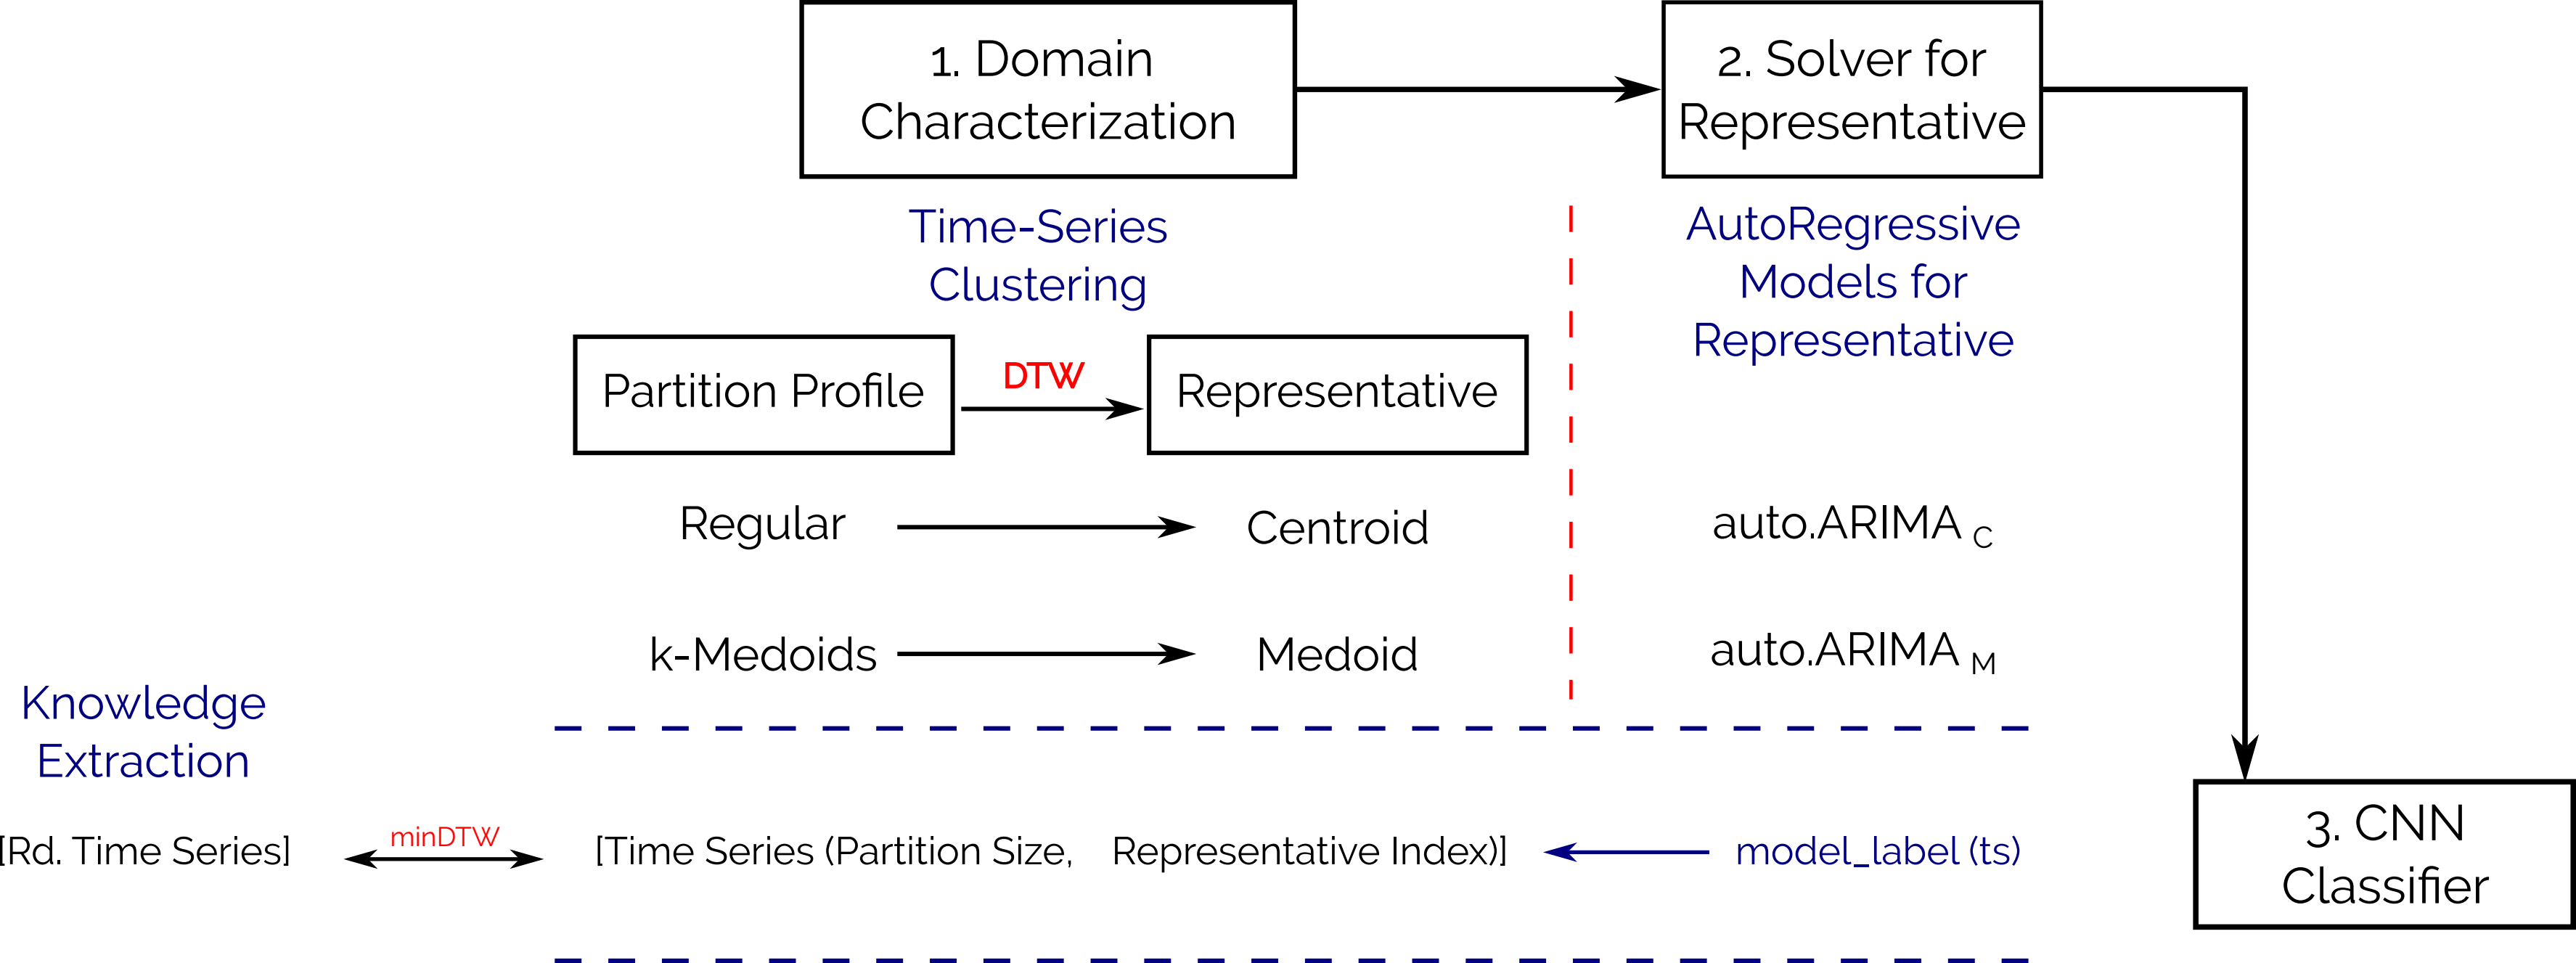 1. Domain
Characterization
2. Solver for
Representative
Time-Series
Clustering
AutoRegressive
Models for
Representative
Partition Profile
DTW
Representative
Regular
Centroid
auto.ARIMA C
k-Medoids
Medoid
auto.ARIMA M
Knowledge
Extraction
[Rd. Time Series]
minDTW
[Time Series (Partition Size, Representative Index)]
model_label (ts)
3. CNN
Classifier